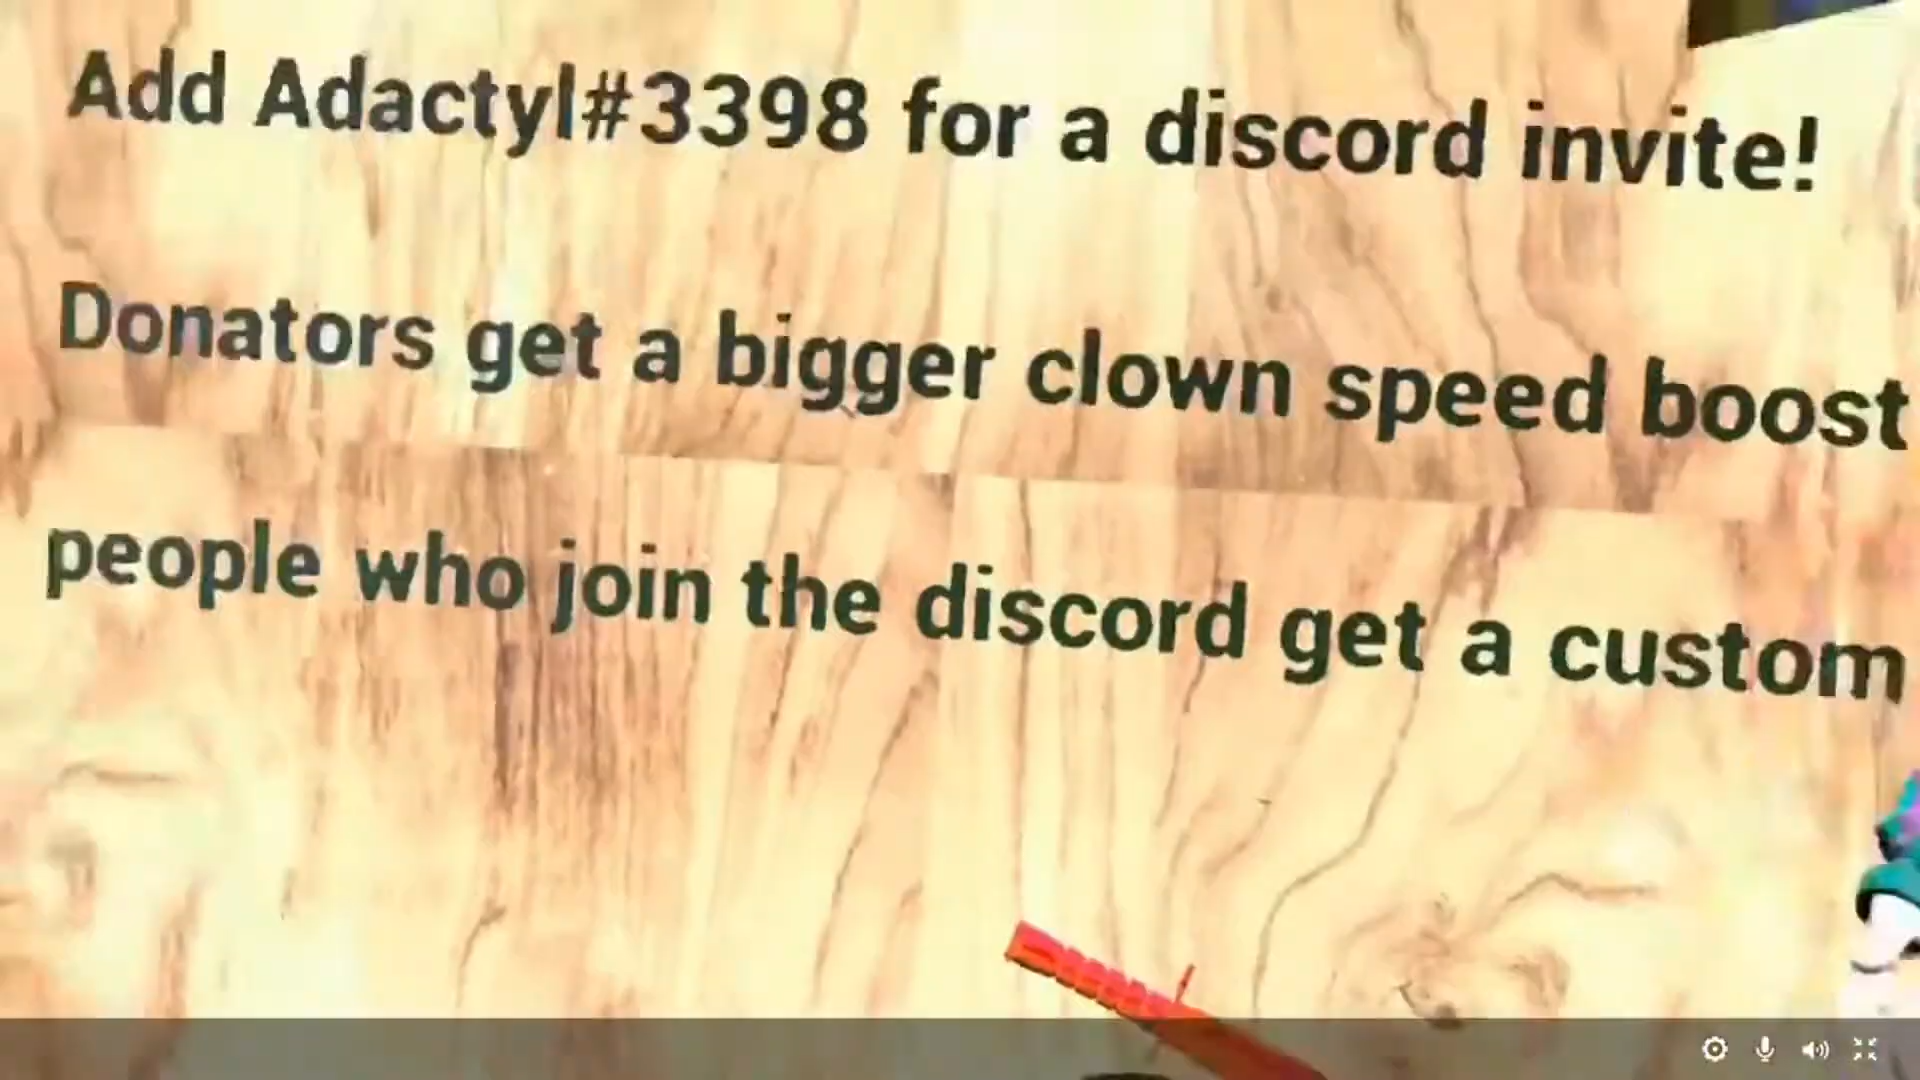 Add Adactyl#3398 for a discord invite!
Donators get a bigger clown speed boost
people who join the discord get a custom